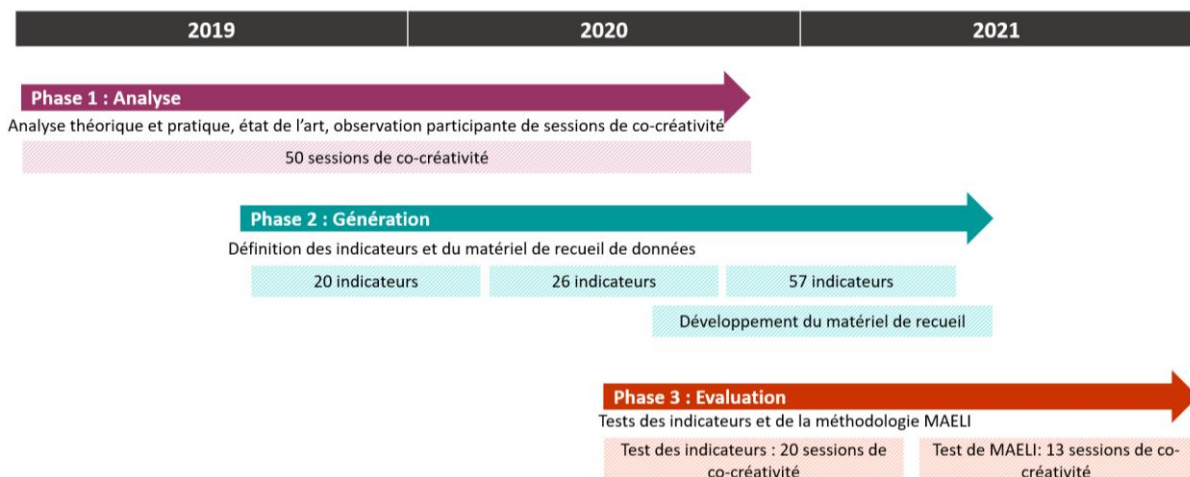 2019 2020 2021
Phase 1 : Analyse
Analyse théorique et pratique, état de l'art, observation participante de sessions de co-créativité
50 sessions de co-créativité
Phase 2 : Génération
Définition des indicateurs et du matériel de recueil de données
20 indicateurs 26 indicateurs 57 indicateurs
Développement du matériel de recueil
Phase 3 : Evaluation
Tests des indicateurs et de la méthodologie MAELI
Test des indicateurs : 20 sessions de
co-créativité
Test de MAELI: 13 sessions de co-
créativité